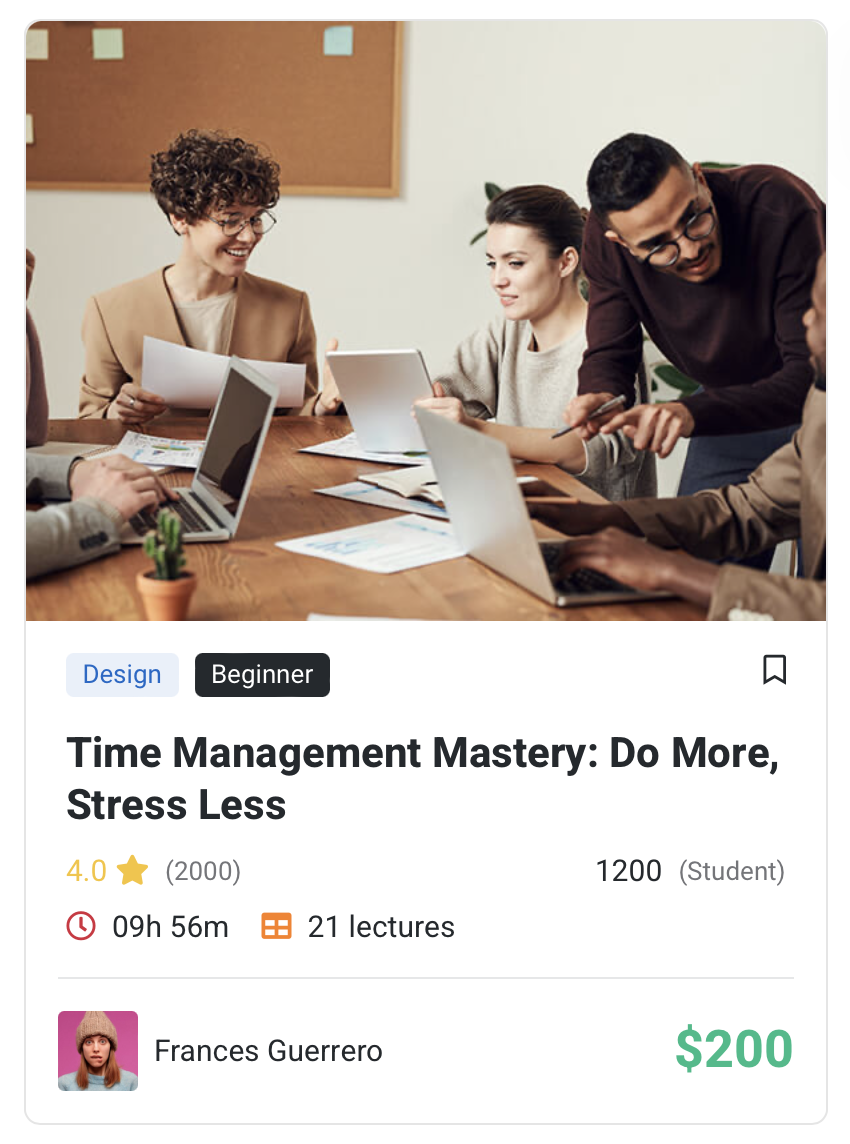 Design Beginner
Time Management Mastery: Do More,
Stress Less
4.0 (2000) 1200 (Student)
09h 56m 21 lectures
Frances Guerrero $200